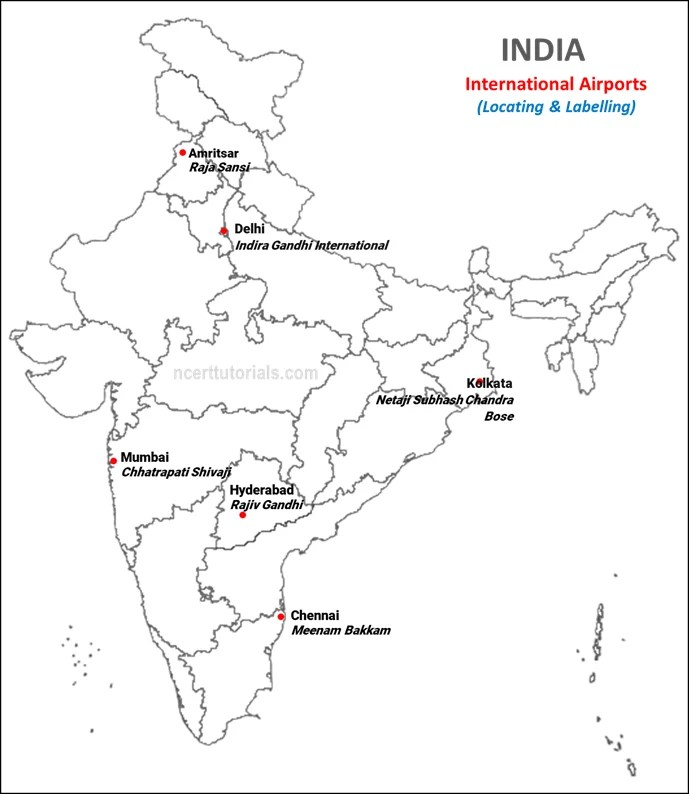 INDIA
International Airports
(Locating & Labelling)
Amritsar
Raja Sansi
Delhi
Indira Gandhi International
ncerttutorials.com
Kolkata
Netaji Subhash Chandra
Bose
Mumbai
Chhatrapati Shivaji
Hyderabad
Rajiv Gandhi
Chennai
Meenam Bakkam